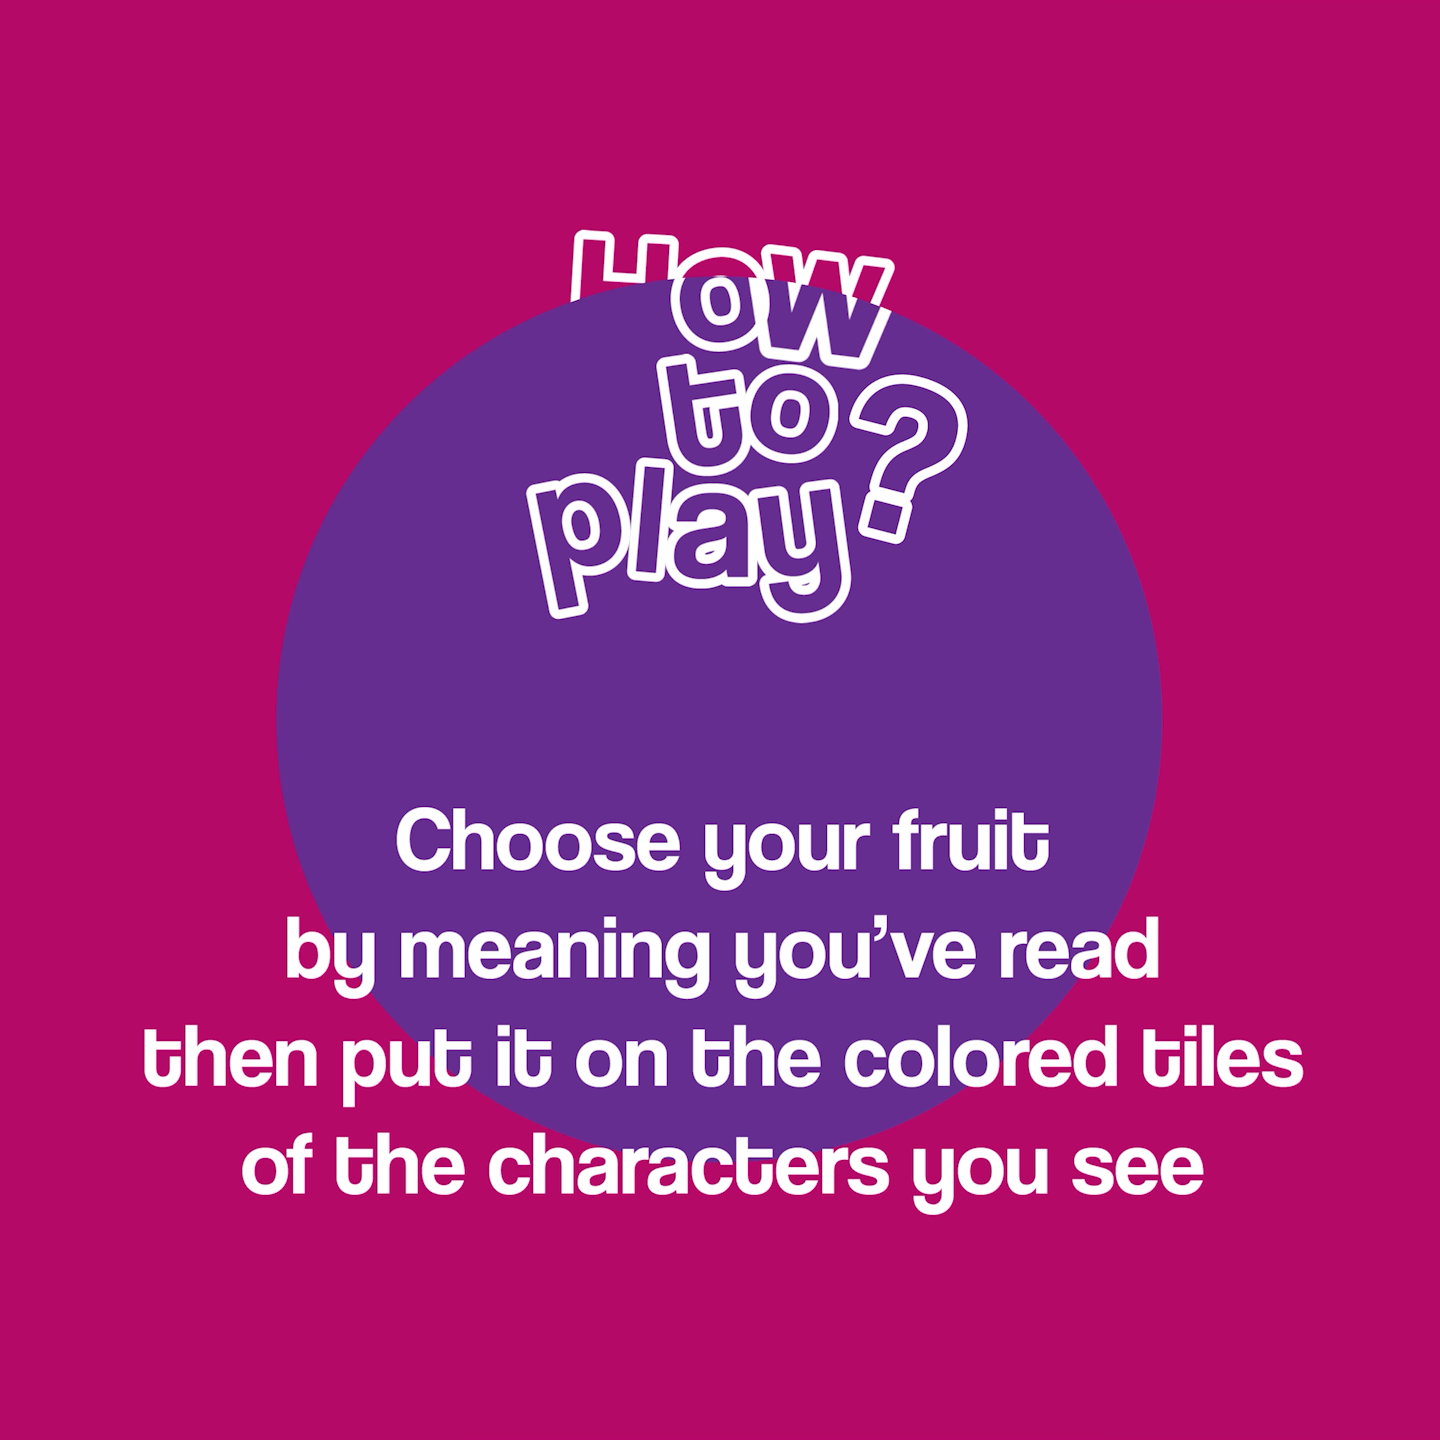 How
to
play?
Choose your fruit
by meaning you've read
then put it on the colored tiles
of the characters you see